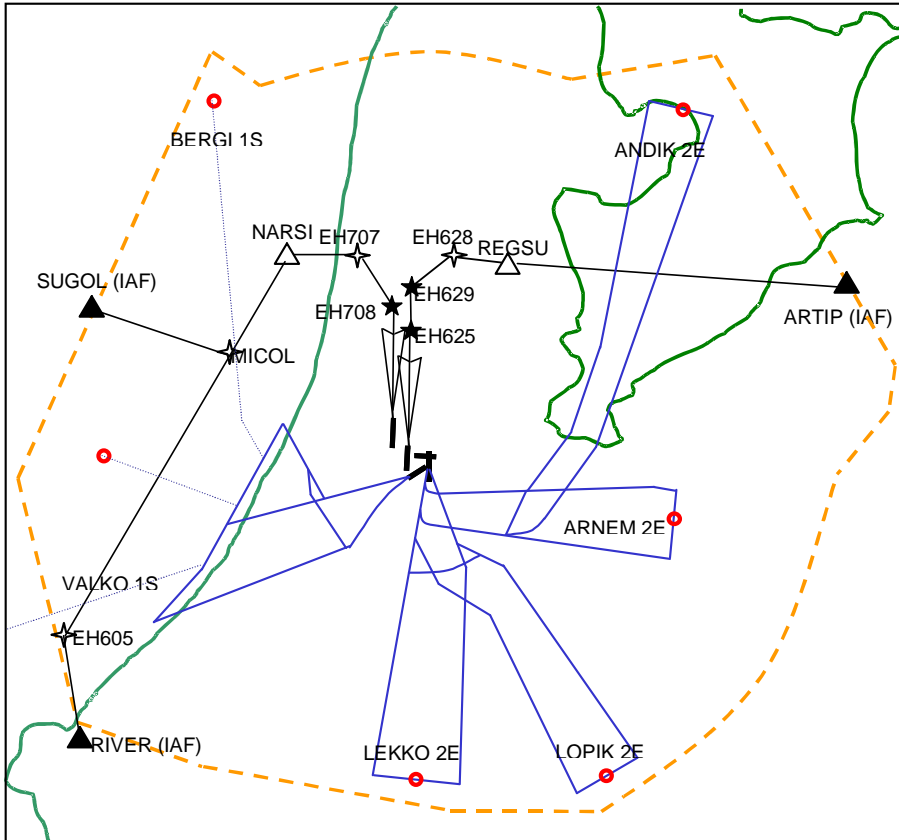 BERGI 1S
ANDIK 2E
NARSI
EH707
EH628
REGSU
SUGOL (IAF)
EH629
EH708
ARTIP (IAF)
EH625
MICOL
ARNEM 2E
VALKO 1S
EH605
RIVER (IAF)
LEKKO 2E
LOPIK 2E